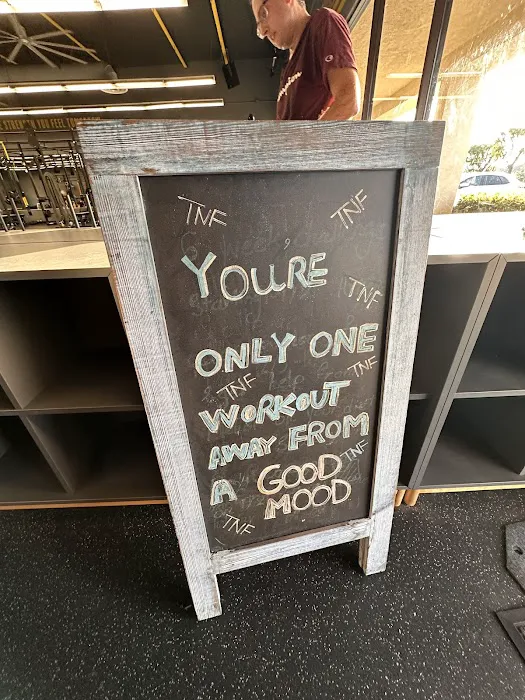 TNF TNF
YOU'RE
TNF
ONLY ONE
TNF TNF
WORKOUT
AWAY FROM
TNF
A GOOD
MOOD
TNF